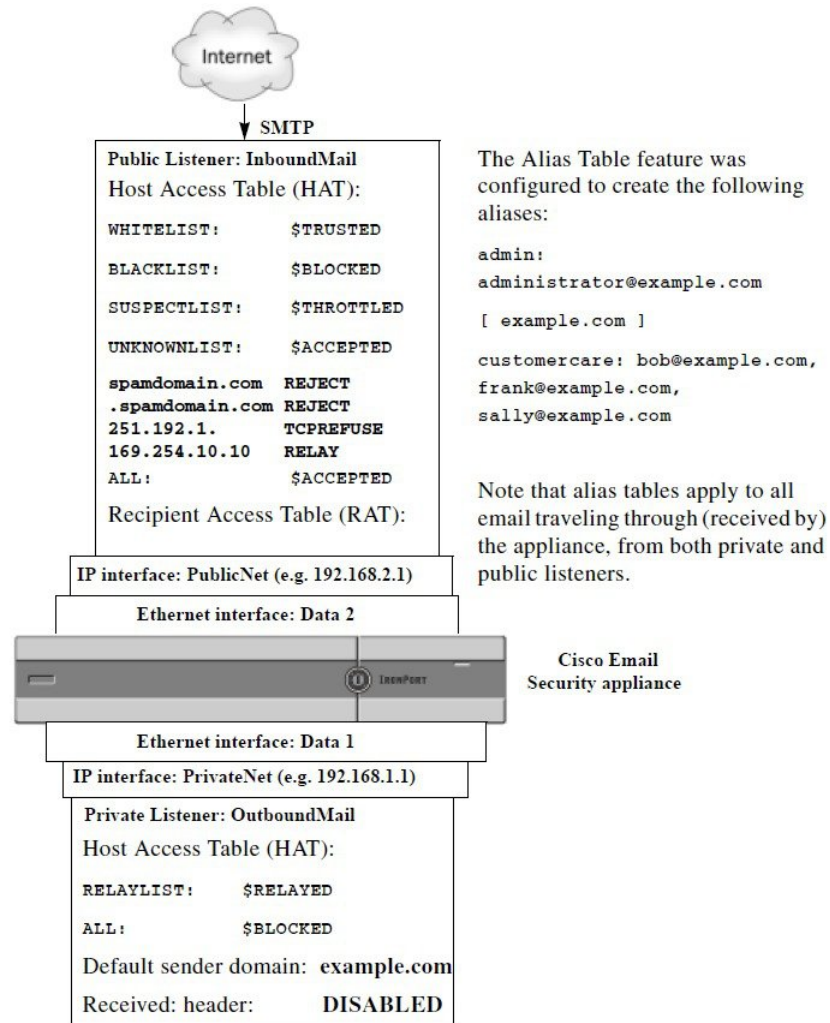 Internet
SMTP
Public Listener: InboundMail
Host Access Table (HAT):
WHITELIST: $TRUSTED
BLACKLIST: $BLOCKED
SUSPECTLIST: $THROTTLED
UNKNOWNLIST: $ACCEPTED
spamdomain.com REJECT
.spamdomain.com REJECT
251.192.1. TCPREFUSE
169.254.10.10 RELAY
ALL: $ACCEPTED
Recipient Access Table (RAT):
The Alias Table feature was
configured to create the following
aliases:
admin:
administrator@example.com
[ example.com ]
customercare: bob@example.com,
frank@example.com,
sally@example.com
Note that alias tables apply to all
email traveling through (received by)
the appliance, from both private and
public listeners.
IP interface: PublicNet (e.g. 192.168.2.1)
Ethernet interface: Data 2
IRONPORT
Cisco Email
Security appliance
Ethernet interface: Data 1
IP interface: PrivateNet (e.g. 192.168.1.1)
Private Listener: OutboundMail
Host Access Table (HAT):
RELAYLIST: $RELAYED
ALL: $BLOCKED
Default sender domain: example.com
Received: header: DISABLED